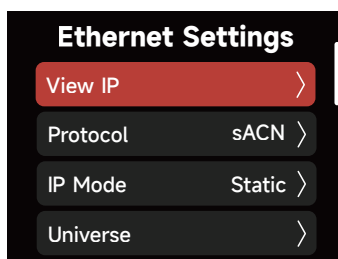 Ethernet Settings
View IP
Protocol sACN
IP Mode Static
Universe